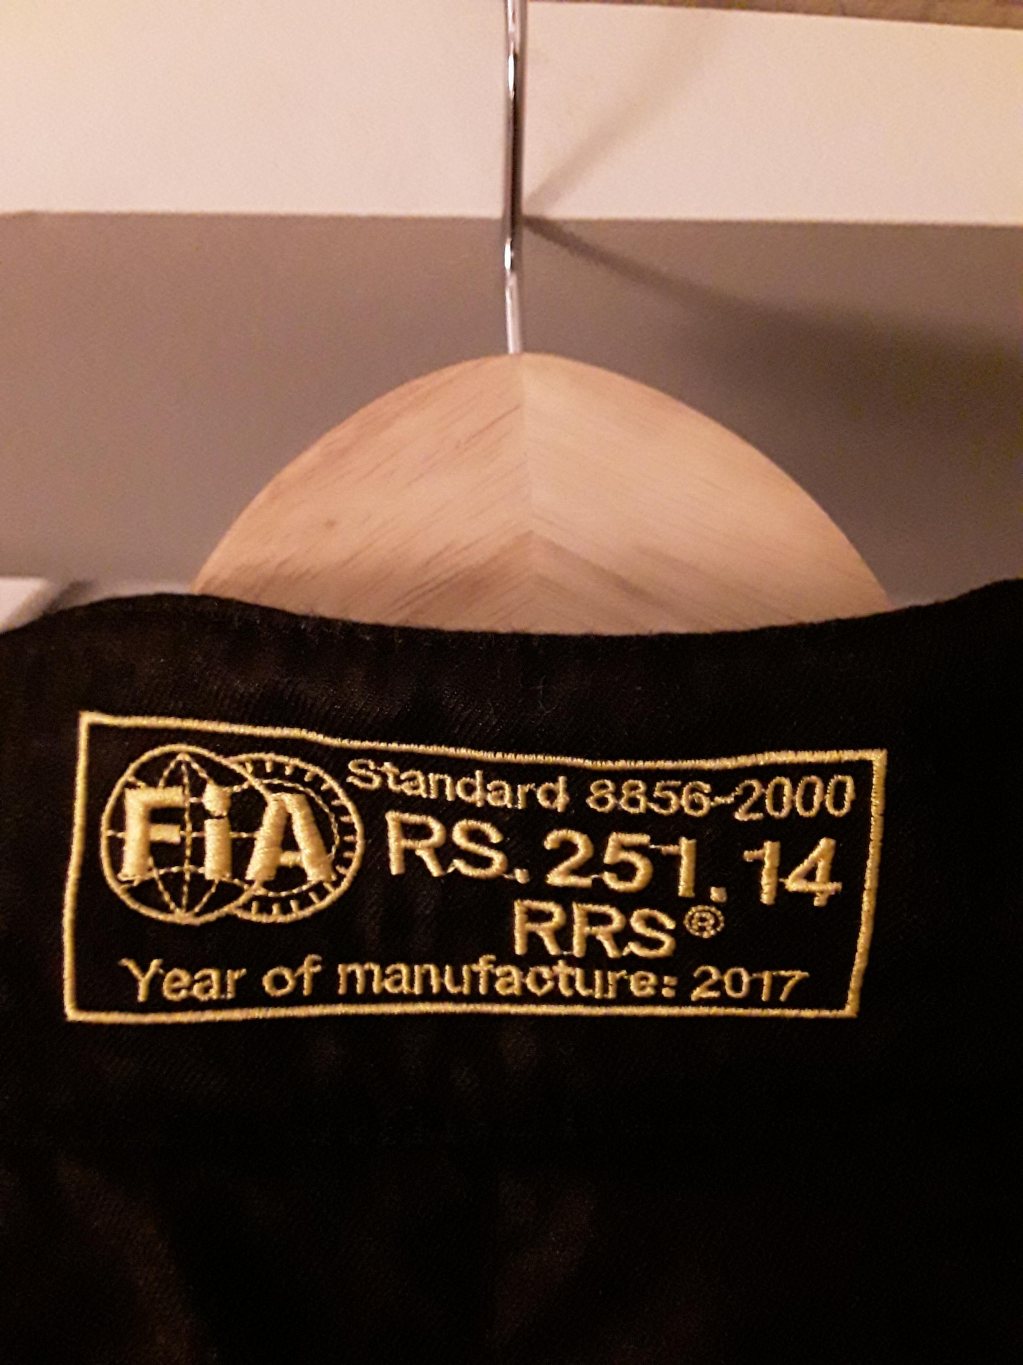 FiA
Standard 8856-2000
RS.251.14
RRS®
Year of manufacture: 2017